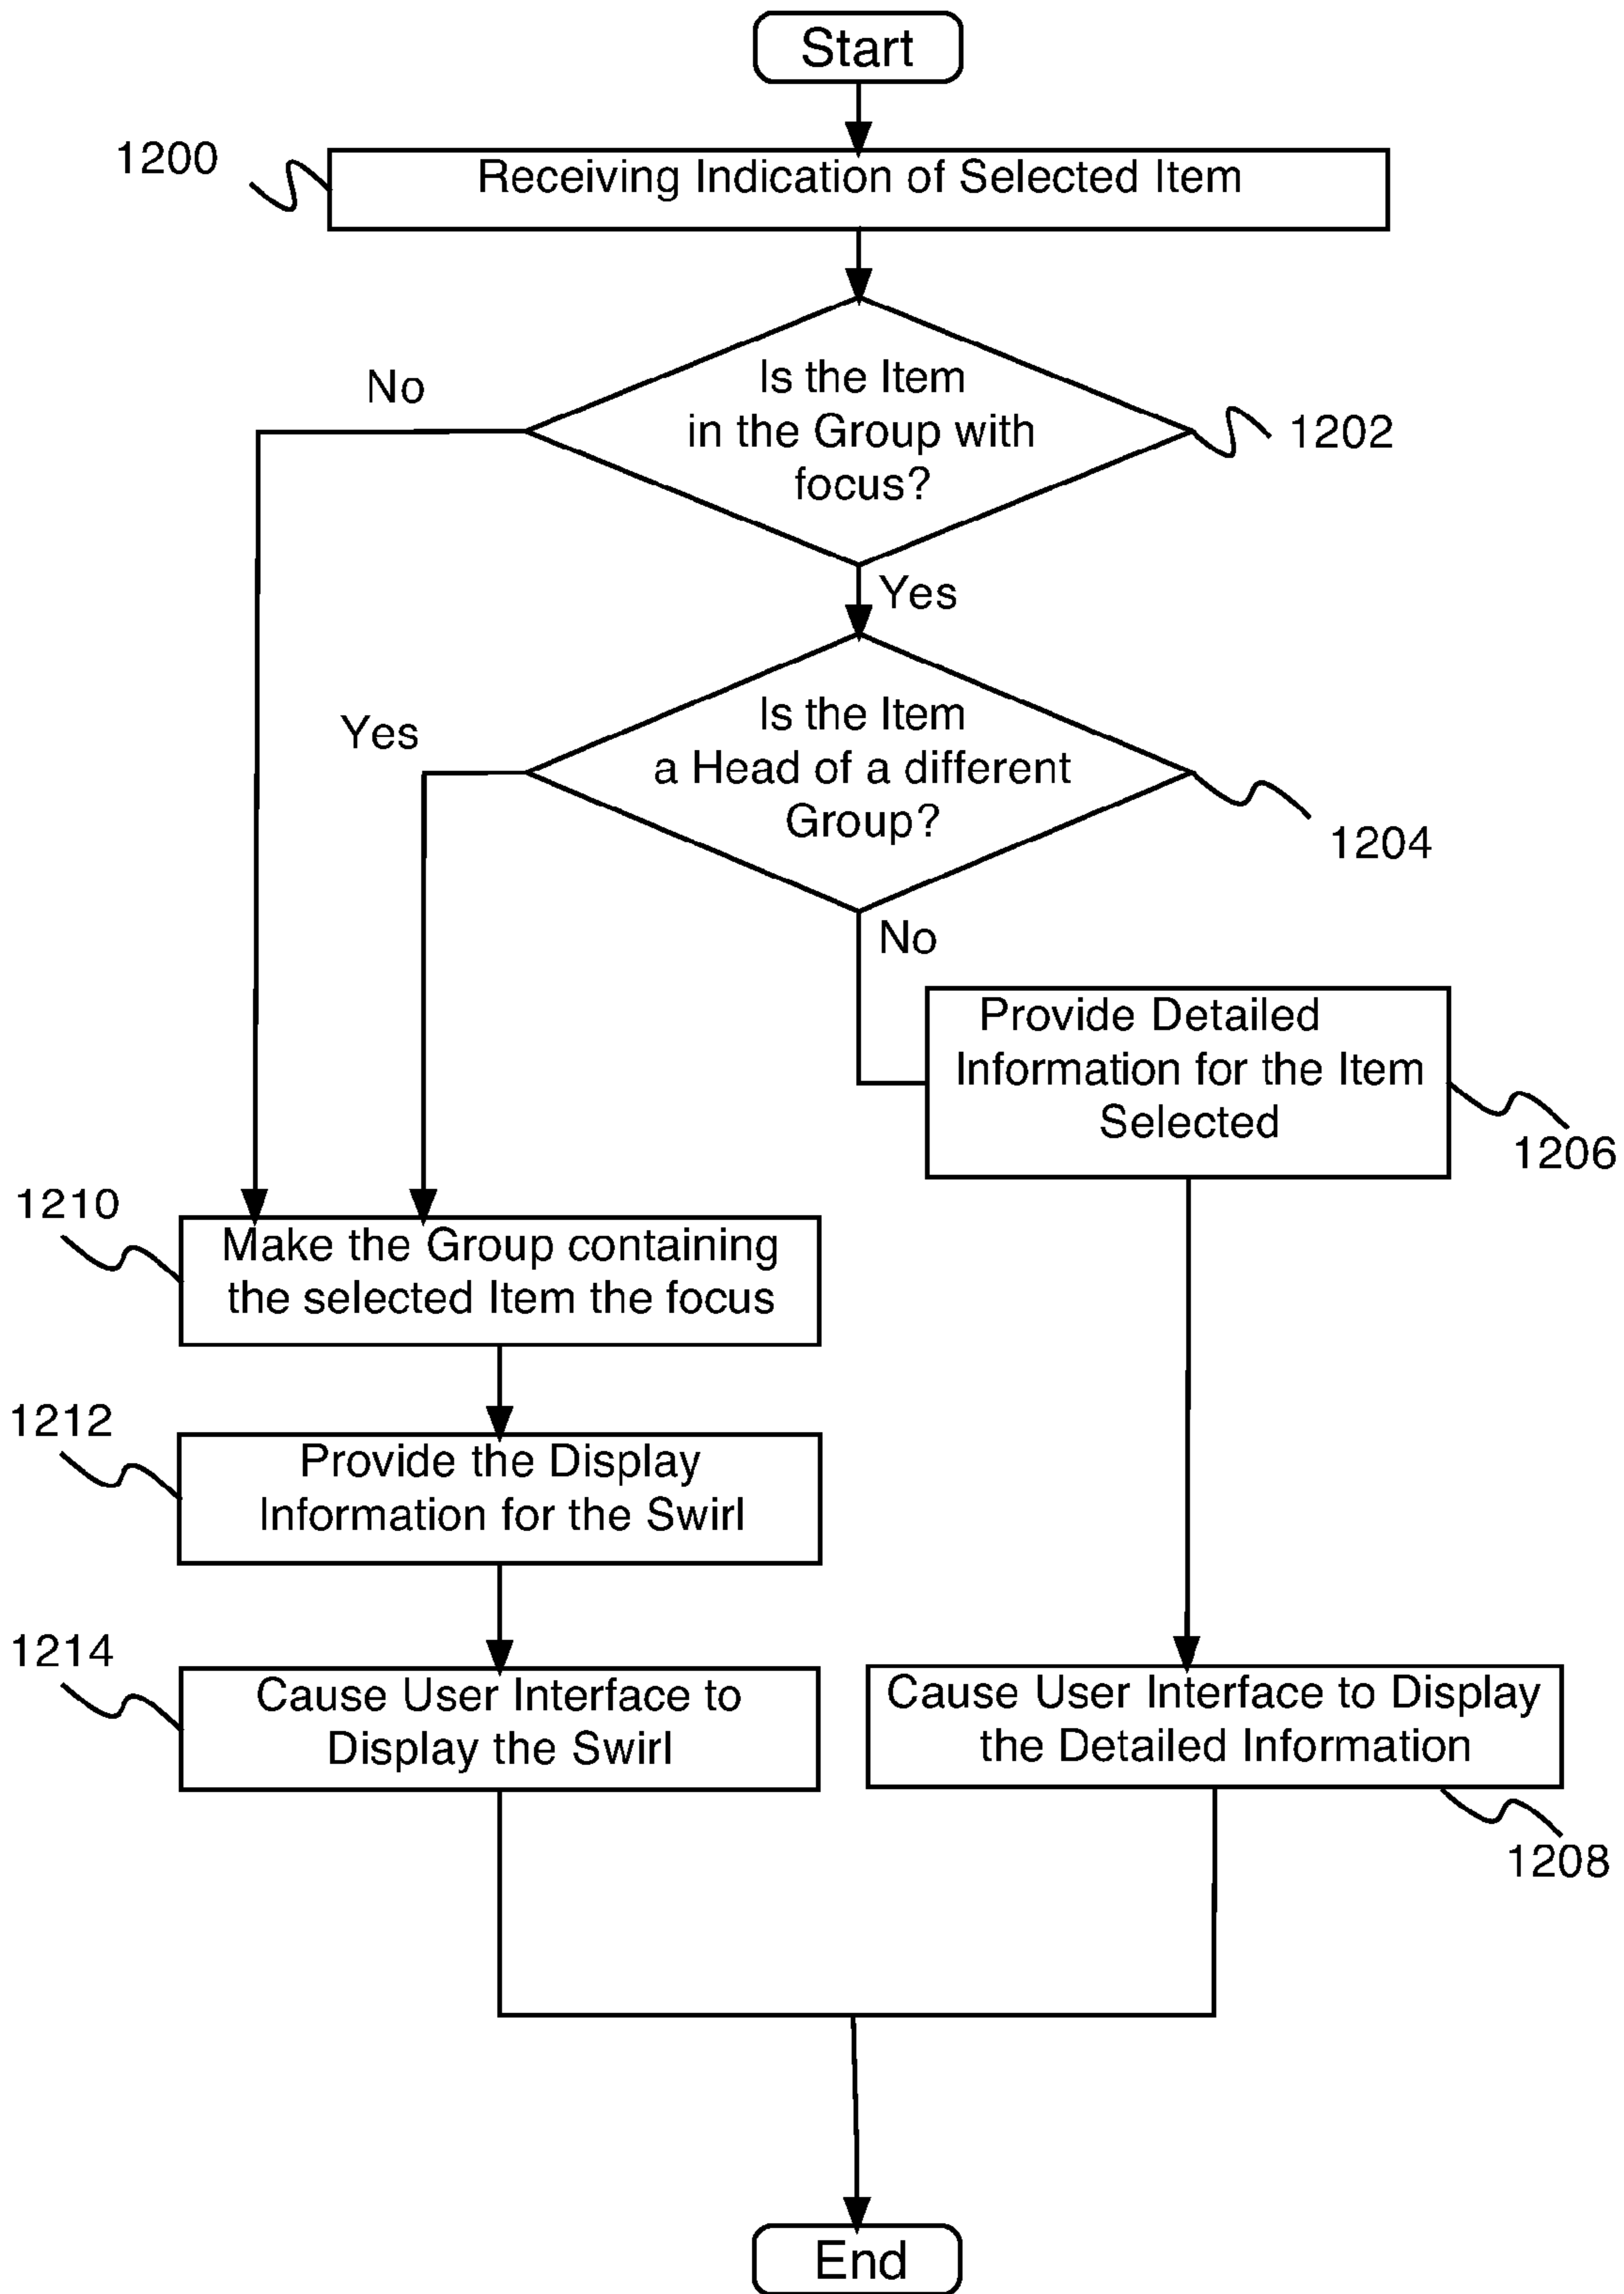 Start
1200
Receiving Indication of Selected Item
No
Is the Item
in the Group with
focus?
1202
Yes
Yes
Is the Item
a Head of a different
Group?
1204
No
Provide Detailed
Information for the Item
Selected
1206
1210
Make the Group containing
the selected Item the focus
1212
Provide the Display
Information for the Swirl
1214
Cause User Interface to
Display the Swirl
Cause User Interface to Display
the Detailed Information
1208
End